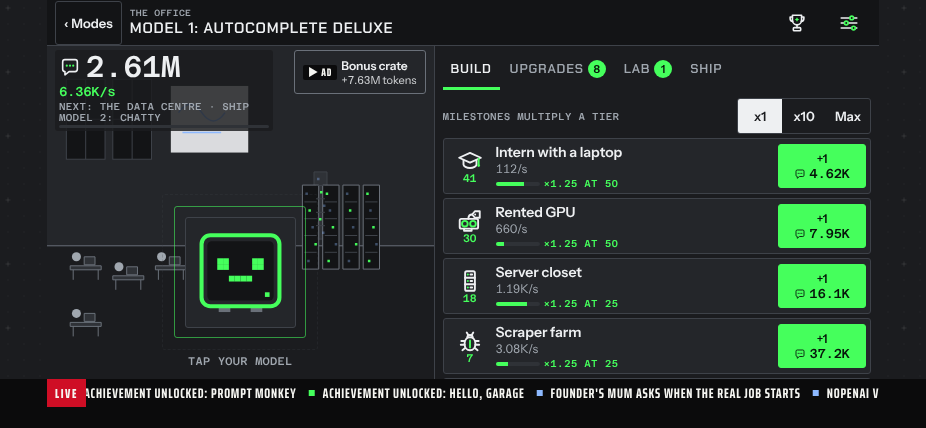 ‹ Modes
THE OFFICE
MODEL 1: AUTOCOMPLETE DELUXE
2.61M
6.36K/s
NEXT: THE DATA CENTRE · SHIP
MODEL 2: CHATTY
AD
Bonus crate
+7.63M tokens
TAP YOUR MODEL
BUILD
UPGRADES 8
LAB 1
SHIP
MILESTONES MULTIPLY A TIER
x1
x10
Max
Intern with a laptop
112/s
41
×1.25 AT 50
+1
4.62K
Rented GPU
660/s
30
×1.25 AT 50
+1
7.95K
Server closet
1.19K/s
18
×1.25 AT 25
+1
16.1K
Scraper farm
3.08K/s
7
×1.25 AT 25
+1
37.2K
LIVE
ACHIEVEMENT UNLOCKED: PROMPT MONKEY ACHIEVEMENT UNLOCKED: HELLO, GARAGE FOUNDER'S MUM ASKS WHEN THE REAL JOB STARTS NOPENAI V